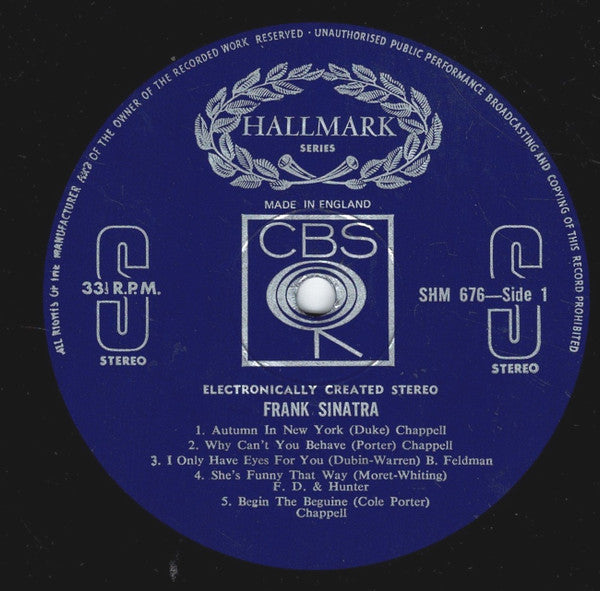 ALL RIGHTS OF THE MANUFACTURER AND OF THE OWNER OF THE RECORDED WORK RESERVED · UNAUTHORISED PUBLIC PERFORMANCE BROADCASTING AND COPYING OF THIS RECORD PROHIBITED
HALLMARK
SERIES
MADE IN ENGLAND
CBS
S
33⅓ R.P.M.
STEREO
SHM 676—Side 1
S
STEREO
ELECTRONICALLY CREATED STEREO
FRANK SINATRA
1. Autumn In New York (Duke) Chappell
2. Why Can't You Behave (Porter) Chappell
3. I Only Have Eyes For You (Dubin-Warren) B. Feldman
4. She's Funny That Way (Moret-Whiting)
F. D. & Hunter
5. Begin The Beguine (Cole Porter)
Chappell